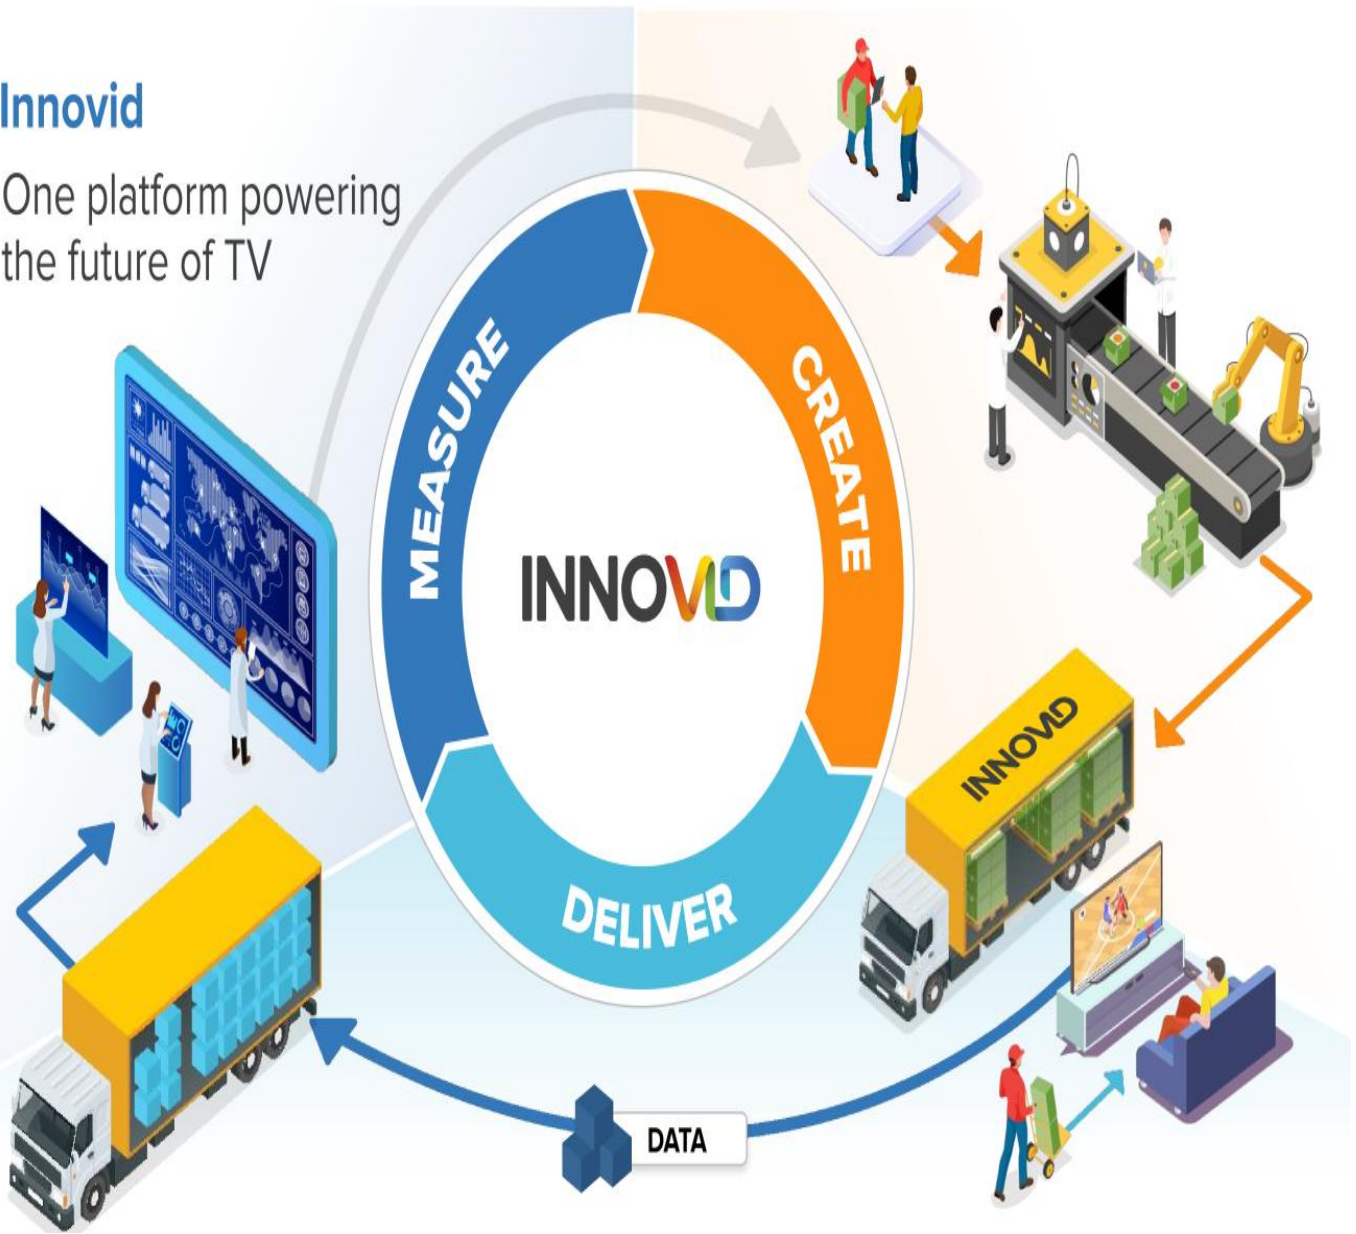 Innovid
One platform powering
the future of TV
MEASURE
CREATE
INNOVID
INNOVID
DELIVER
DATA